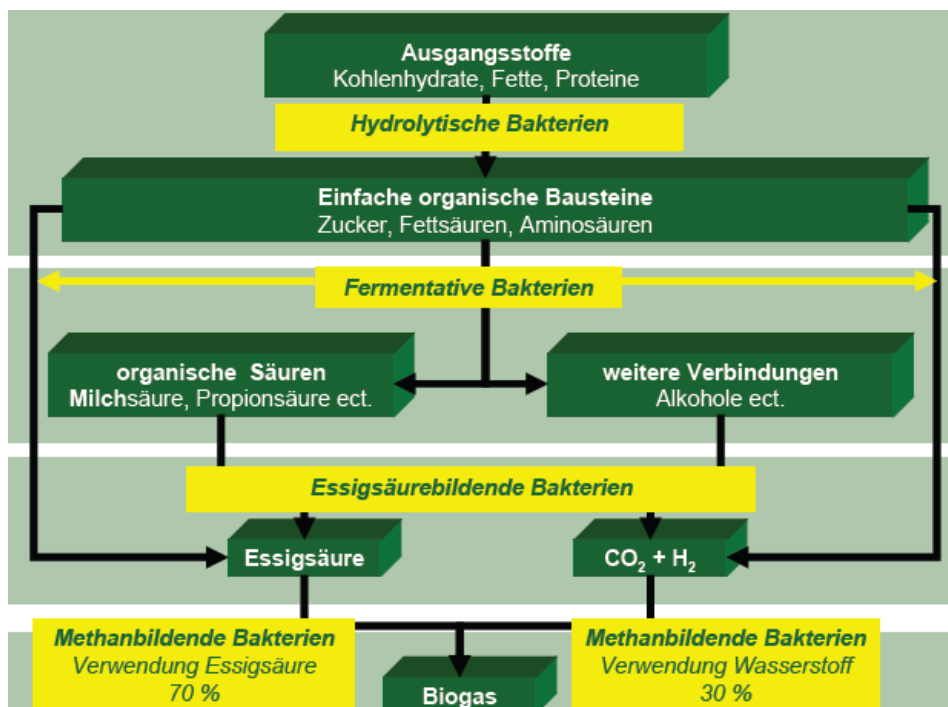 Ausgangsstoffe
Kohlenhydrate, Fette, Proteine
Hydrolytische Bakterien
Einfache organische Bausteine
Zucker, Fettsäuren, Aminosäuren
Fermentative Bakterien
organische Säuren
Milchsäure, Propionsäure ect.
weitere Verbindungen
Alkohole ect.
Essigsäurebildende Bakterien
Essigsäure
CO₂ + H₂
Methanbildende Bakterien
Verwendung Essigsäure
70 %
Methanbildende Bakterien
Verwendung Wasserstoff
30 %
Biogas